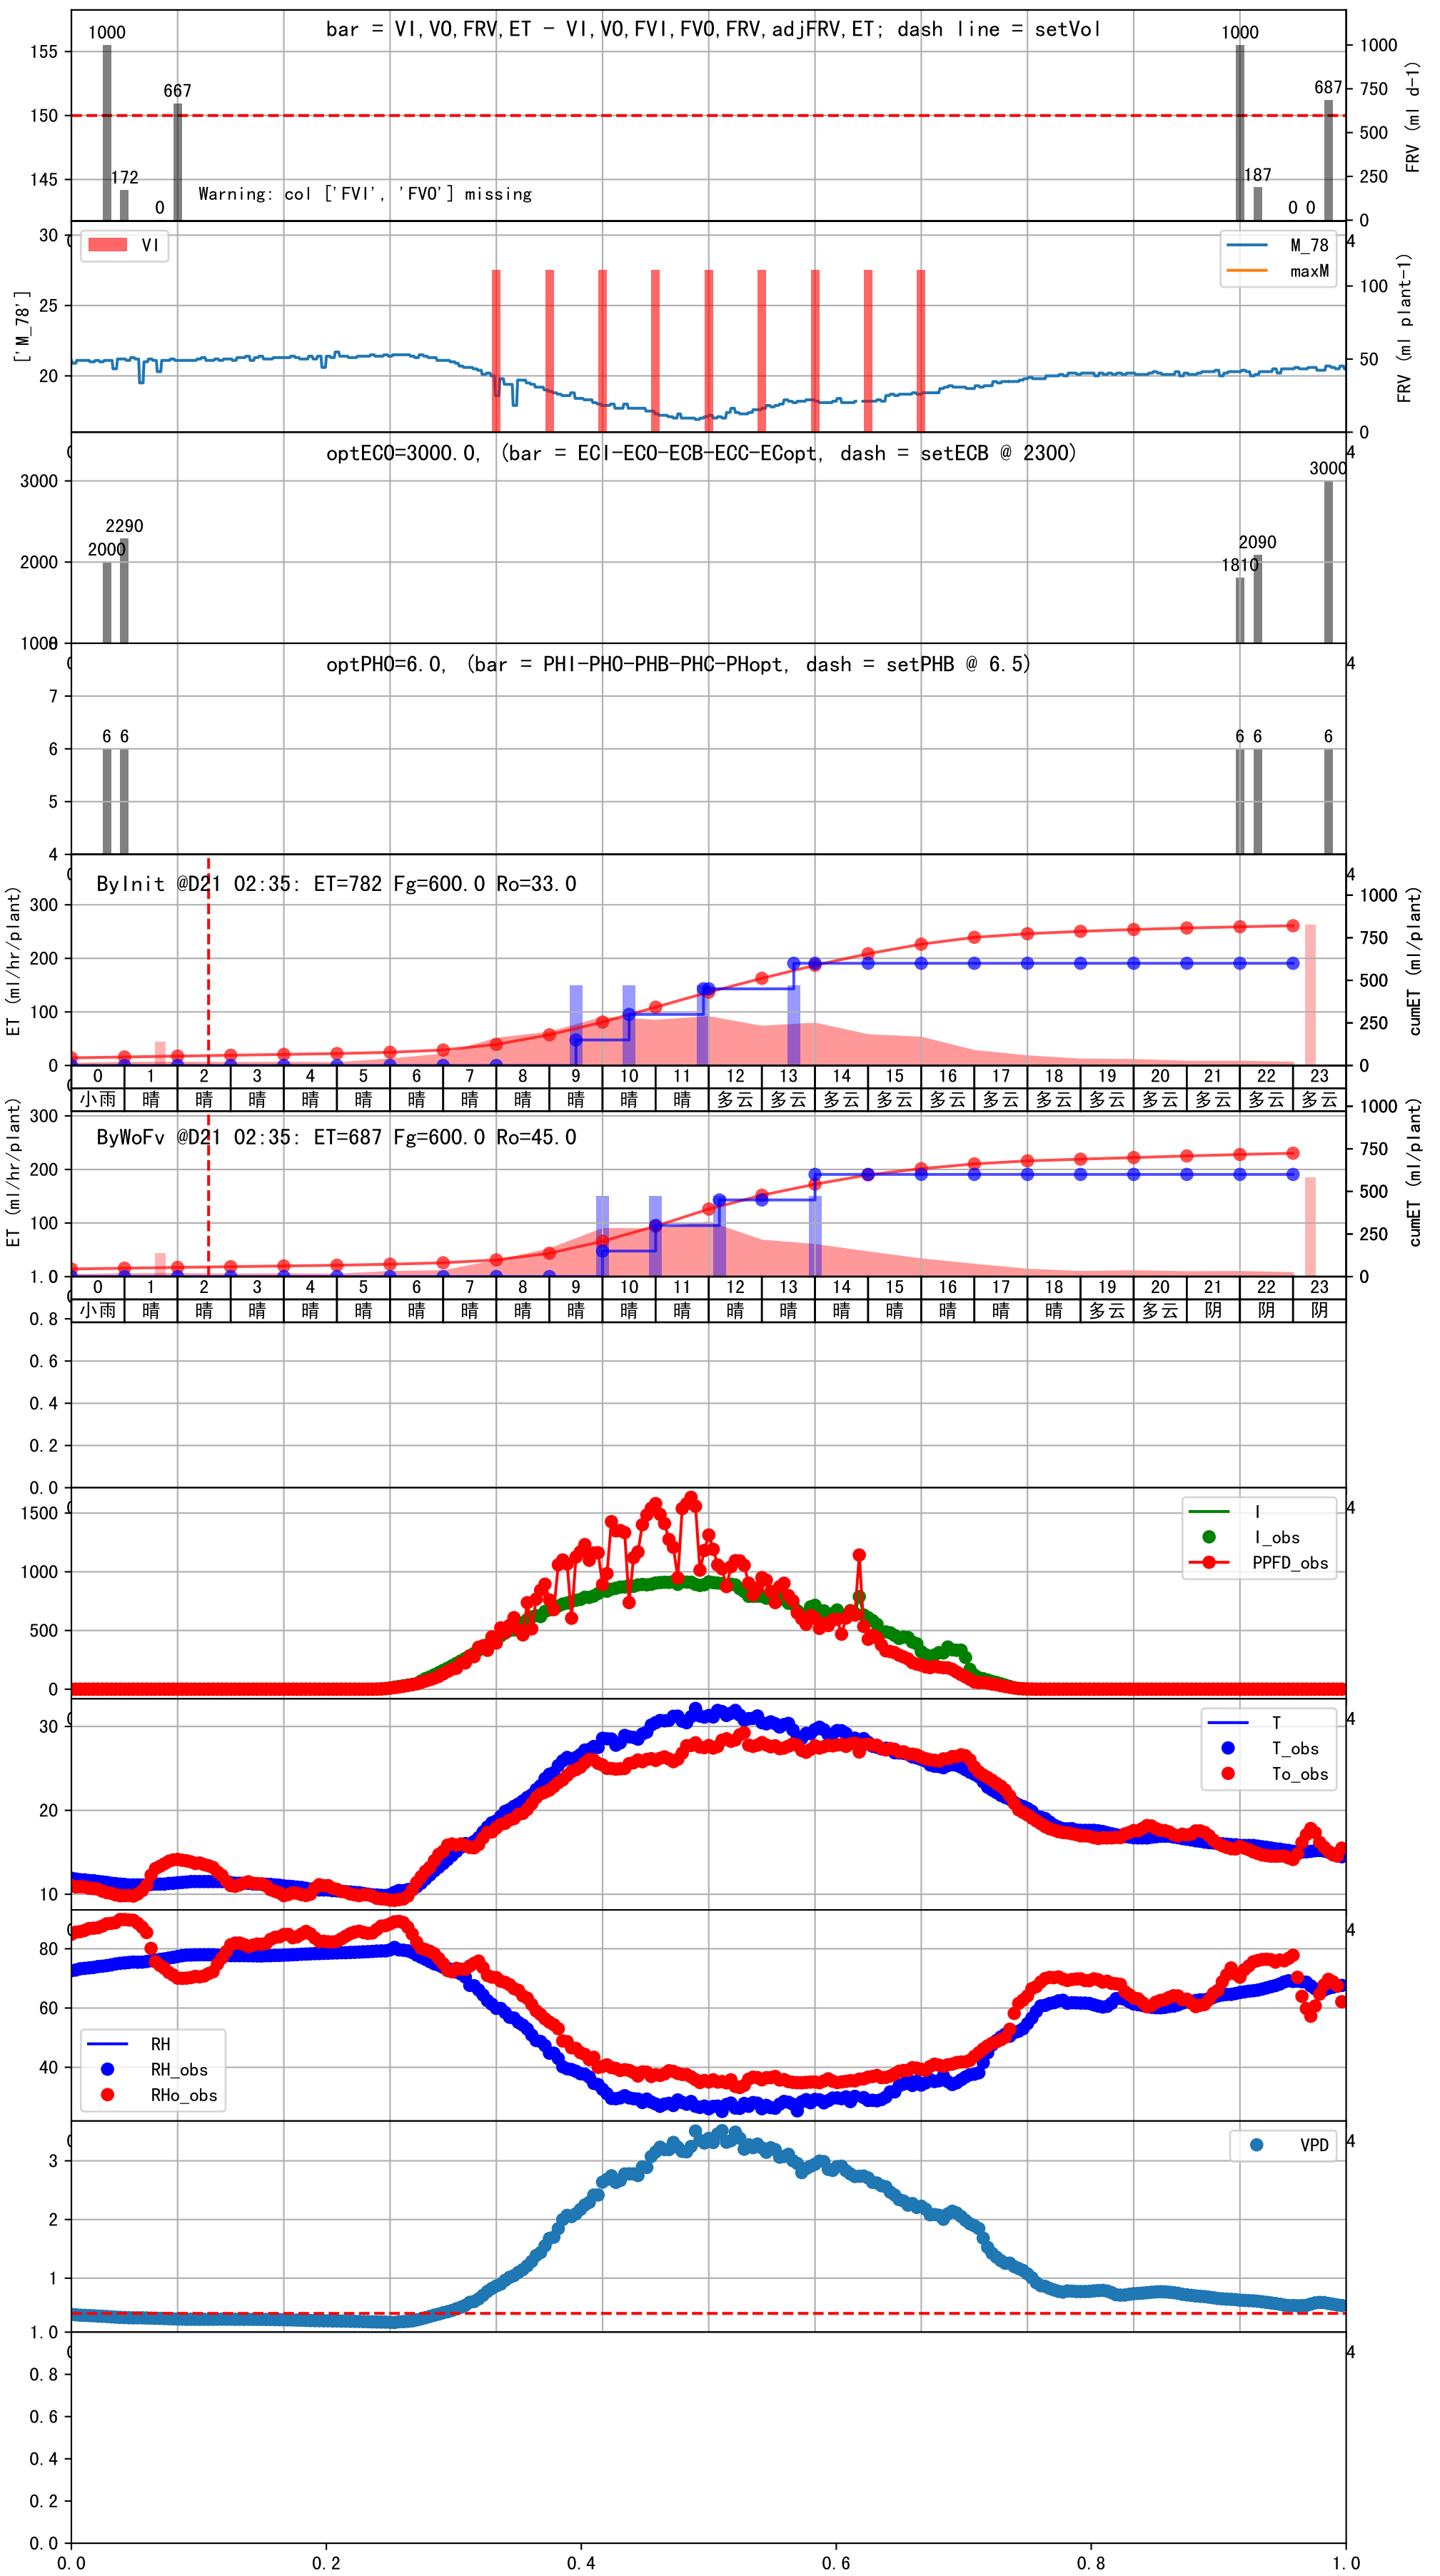 bar = VI,VO,FRV,ET - VI,VO,FVI,FVO,FRV,adjFRV,ET; dash line = setVol
1000
172
0
667
1000
187
0 0
687
155
150
145
1000
750
500
250
0
FRV (ml d-1)
Warning: col ['FVI', 'FVO'] missing
VI
M_78
maxM
30
25
20
['M_78']
4
100
50
0
FRV (ml plant-1)
optECO=3000.0, (bar = ECI-ECO-ECB-ECC-ECopt, dash = setECB @ 2300)
4
3000
2000
2000
2290
1810
2090
3000
optPHO=6.0, (bar = PHI-PHO-PHB-PHC-PHopt, dash = setPHB @ 6.5)
4
7
6
5
4
6 6
6 6
6
ByInit @D21 02:35: ET=782 Fg=600.0 Ro=33.0
4
300
200
100
0
ET (ml/hr/plant)
1000
750
500
250
0
cumET (ml/plant)
0 1 2 3 4 5 6 7 8 9 10 11 12 13 14 15 16 17 18 19 20 21 22 23
小雨 晴 晴 晴 晴 晴 晴 晴 晴 晴 晴 晴 多云 多云 多云 多云 多云 多云 多云 多云 多云 多云 多云 多云
ByWoFv @D21 02:35: ET=687 Fg=600.0 Ro=45.0
300
200
100
ET (ml/hr/plant)
1000
750
500
250
0
cumET (ml/plant)
0 1 2 3 4 5 6 7 8 9 10 11 12 13 14 15 16 17 18 19 20 21 22 23
小雨 晴 晴 晴 晴 晴 晴 晴 晴 晴 晴 晴 晴 晴 晴 晴 晴 晴 晴 多云 多云 阴 阴 阴
1.0
0.8
0.6
0.4
0.2
0.0
4
1500
1000
500
0
I
I_obs
PPFD_obs
4
30
20
10
T
T_obs
To_obs
4
80
60
40
RH
RH_obs
RHo_obs
4
3
2
1
VPD
4
1.0
0.8
0.6
0.4
0.2
0.0
0.0 0.2 0.4 0.6 0.8 1.0